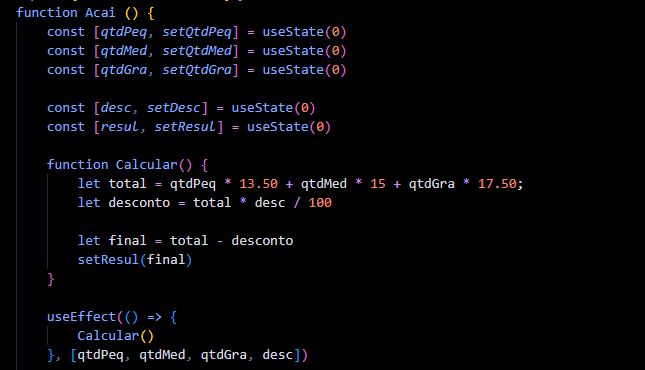 function Acai () {
const [qtdPeq, setQtdPeq] = useState(0)
const [qtdMed, setQtdMed] = useState(0)
const [qtdGra, setQtdGra] = useState(0)
const [desc, setDesc] = useState(0)
const [resul, setResul] = useState(0)
function Calcular() {
let total = qtdPeq * 13.50 + qtdMed * 15 + qtdGra * 17.50;
let desconto = total * desc / 100
let final = total - desconto
setResul(final)
}
useEffect(() => {
Calcular()
}, [qtdPeq, qtdMed, qtdGra, desc])